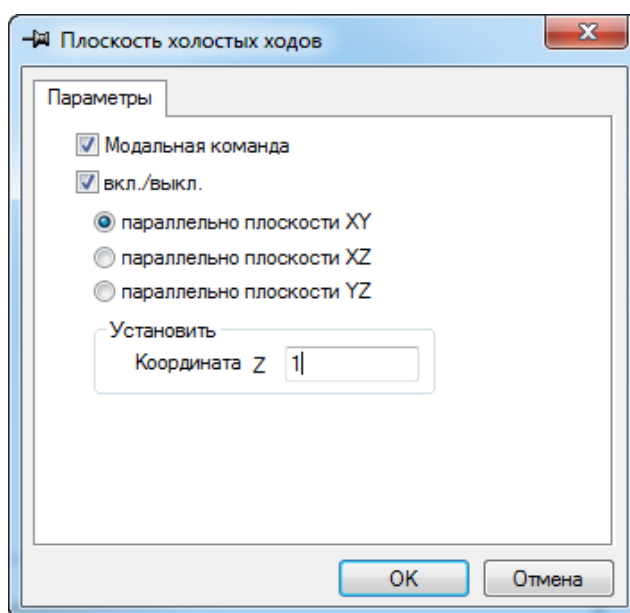 Плоскость холостых ходов
Параметры
Модальная команда
вкл./выкл.
параллельно плоскости XY
параллельно плоскости XZ
параллельно плоскости YZ
Установить
Координата Z 1
OK Отмена